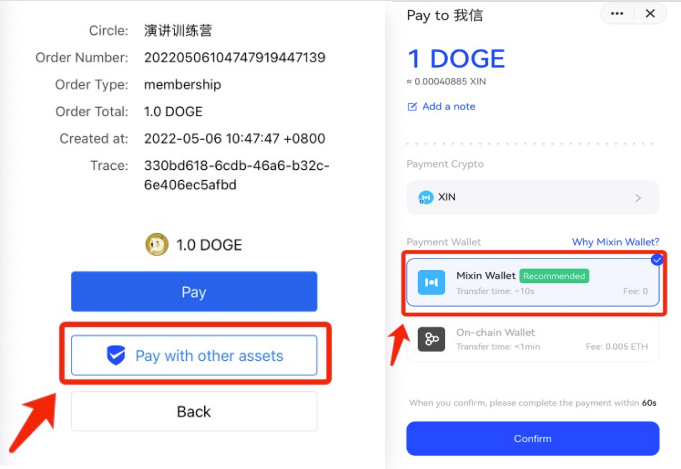 Circle: 演讲训练营
Order Number: 20220506104747919447139
Order Type: membership
Order Total: 1.0 DOGE
Created at: 2022-05-06 10:47:47 +0800
Trace: 330bd618-6cdb-46a6-b32c-
6e406ec5afbd
1.0 DOGE
Pay
Pay with other assets
Back
Pay to 我信
1 DOGE
≈ 0.00040885 XIN
Add a note
Payment Crypto
XIN
Payment Wallet Why Mixin Wallet?
Mixin Wallet Recommended
Transfer time: ~10s Fee: 0
On-chain Wallet
Transfer time: <1min Fee: 0.005 ETH
When you confirm, please complete the payment within 60s
Confirm